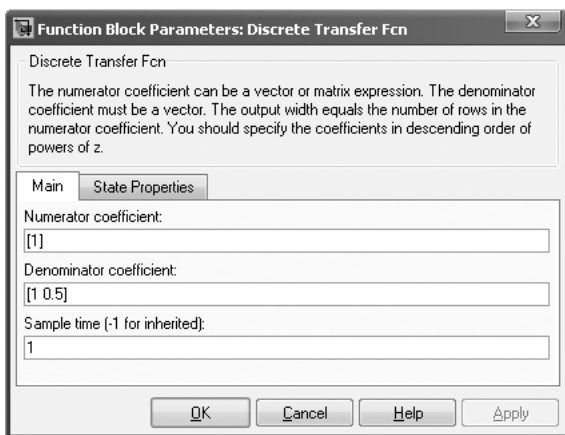 Function Block Parameters: Discrete Transfer Fcn
Discrete Transfer Fcn
The numerator coefficient can be a vector or matrix expression. The denominator
coefficient must be a vector. The output width equals the number of rows in the
numerator coefficient. You should specify the coefficients in descending order of
powers of z.
Main State Properties
Numerator coefficient:
[1]
Denominator coefficient:
[1 0.5]
Sample time (-1 for inherited):
1
OK Cancel Help Apply